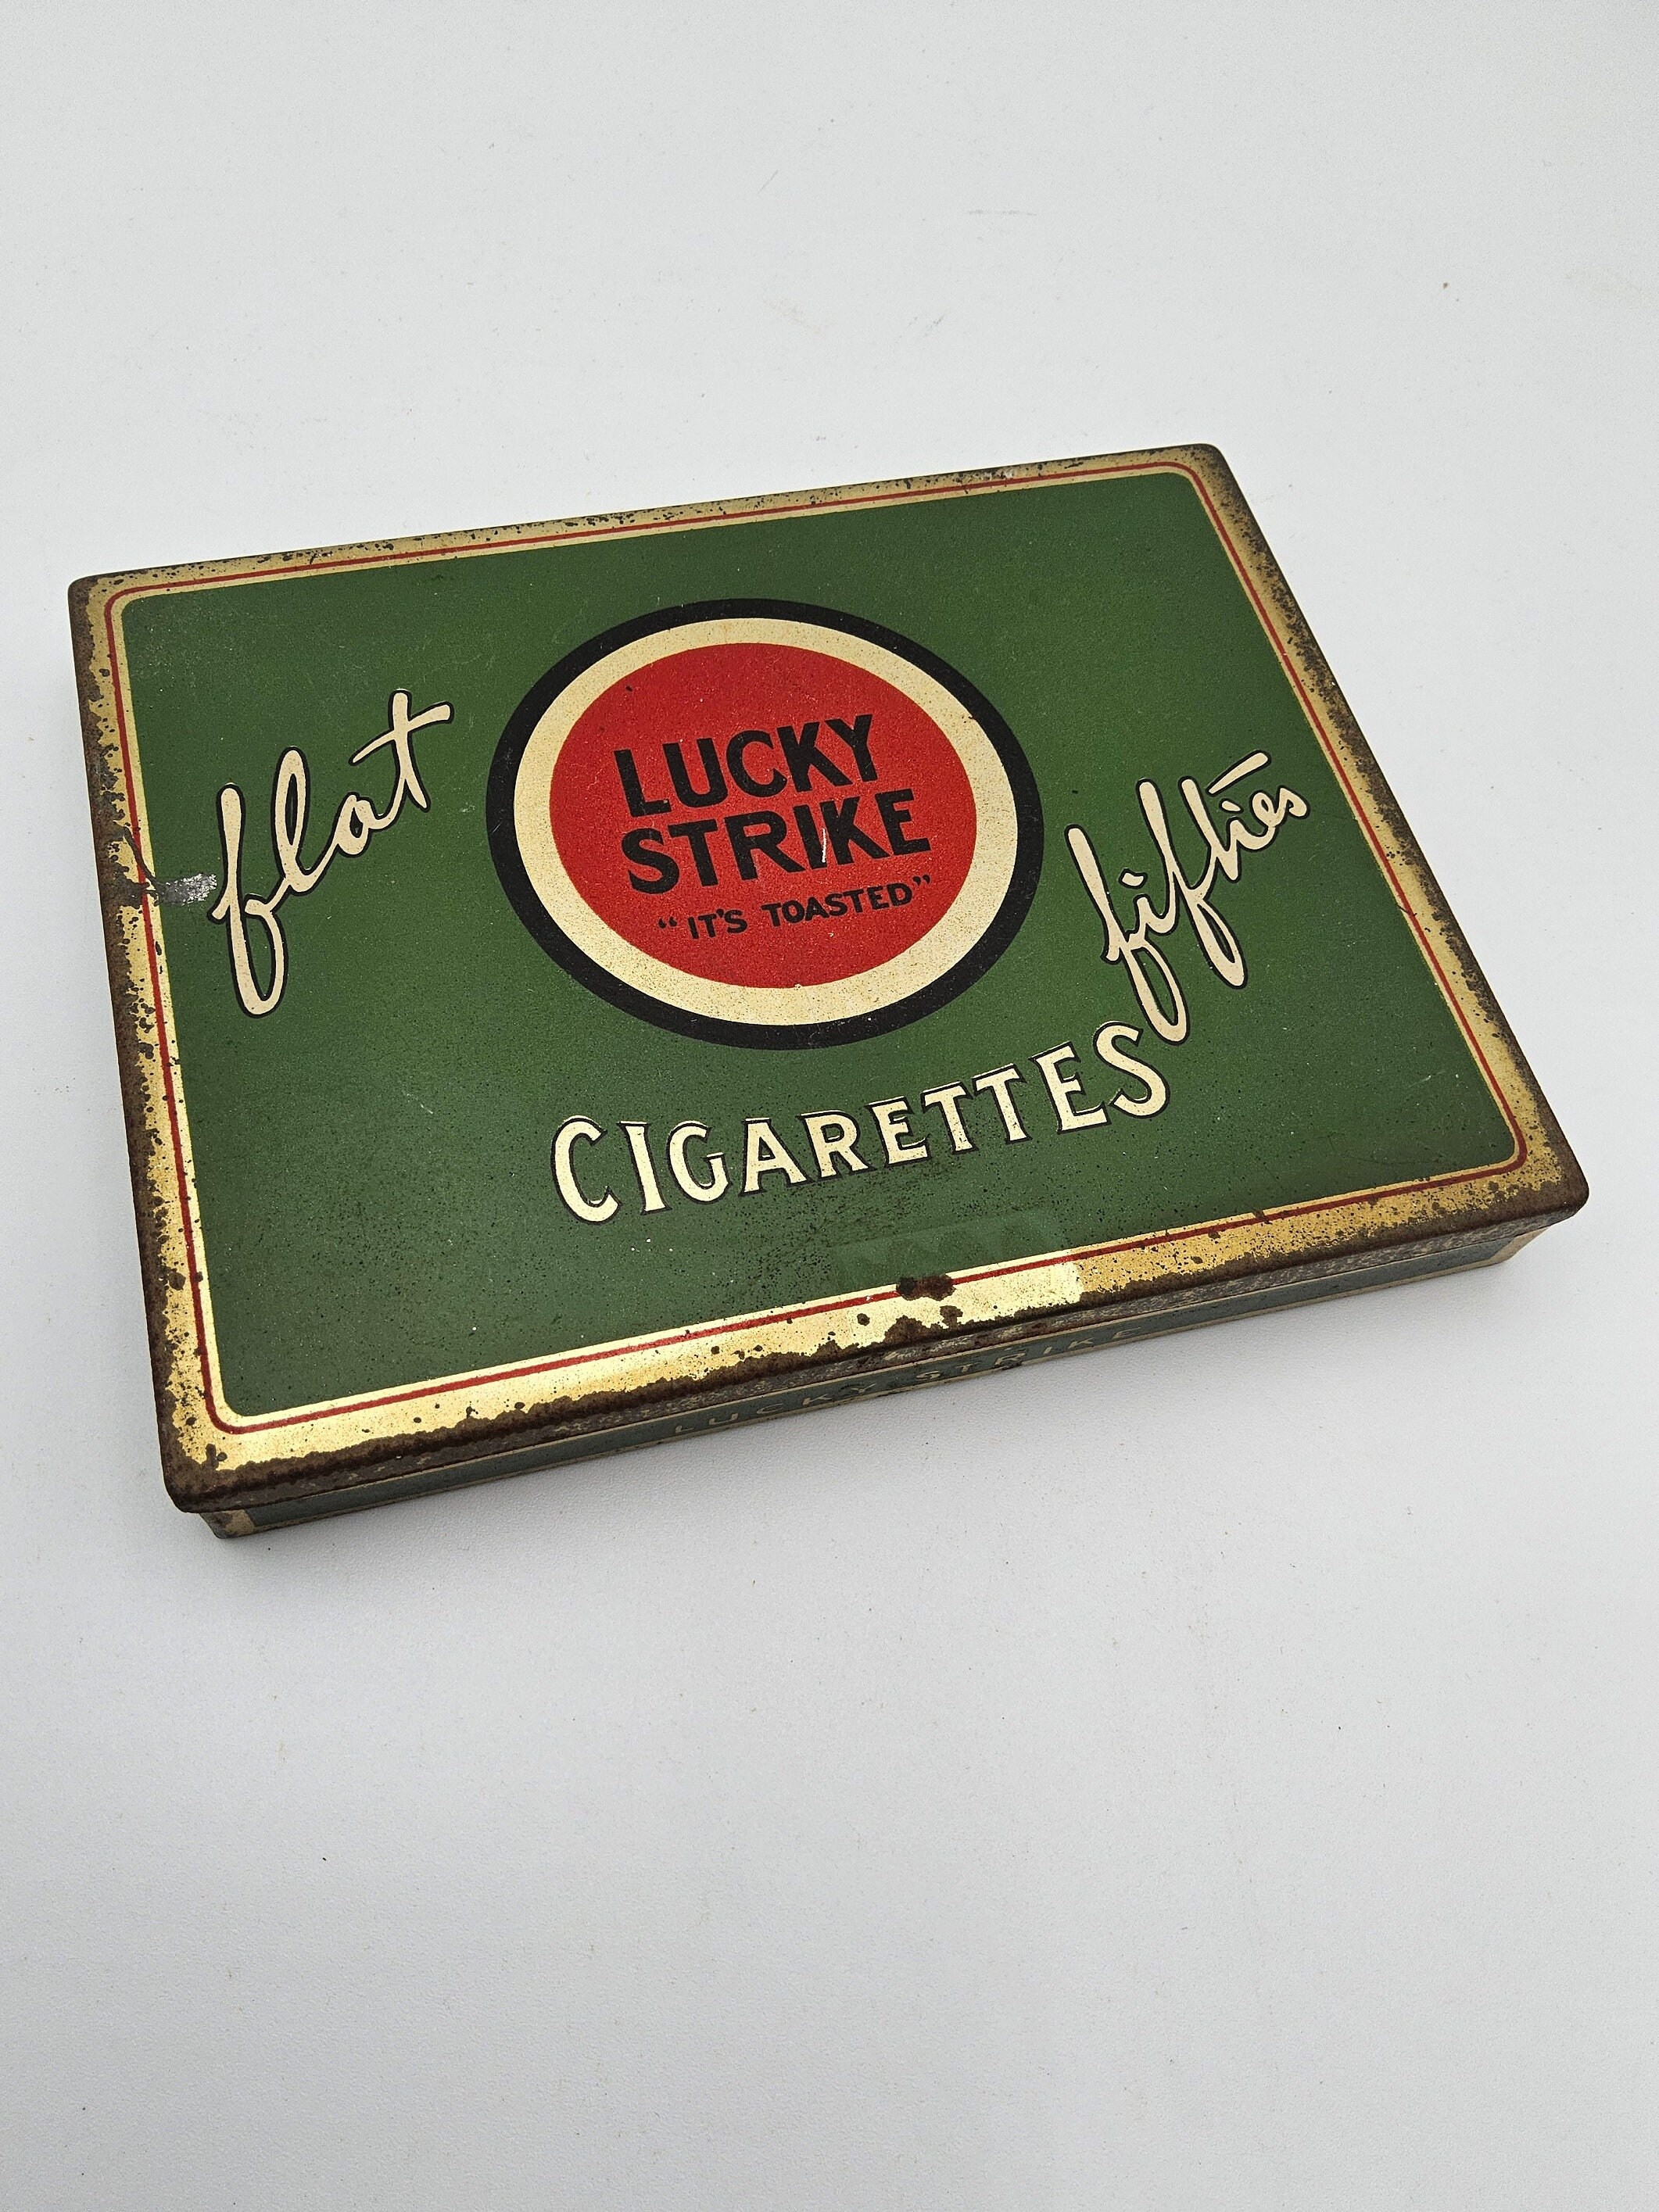 flat
LUCKY
STRIKE
"IT'S TOASTED"
fifties
CIGARETTES
LUCKY STRIKE